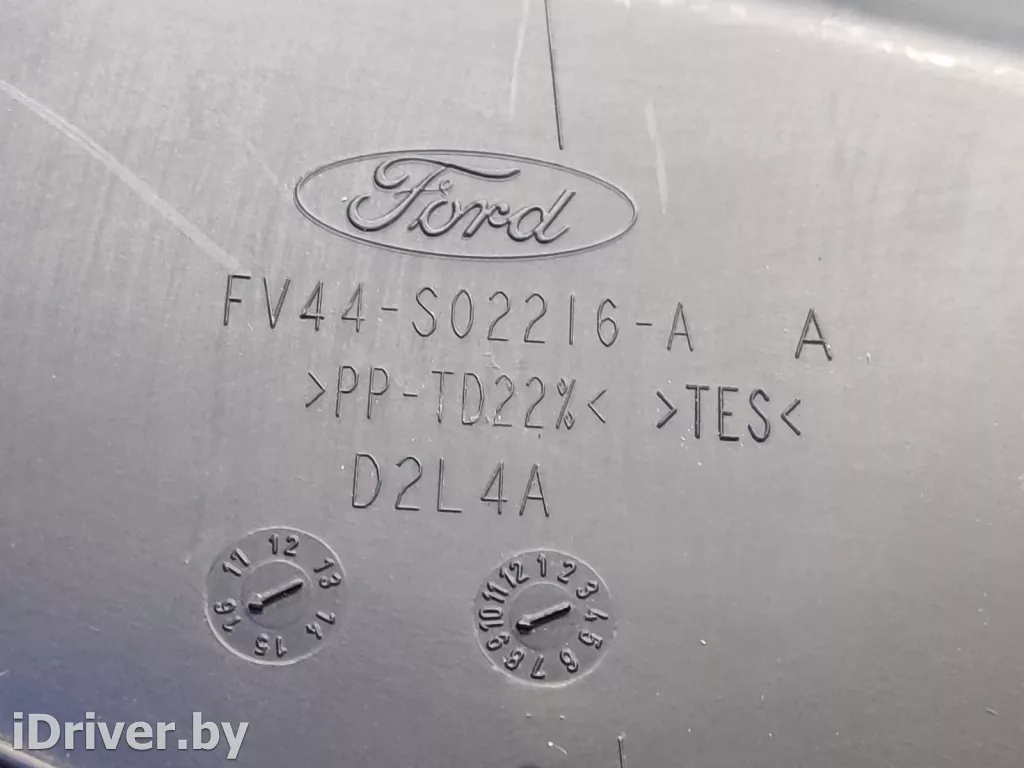 Ford
FV44-S02216-A A
>PP-TD22%< >TES<
D2L4A
11 12 13 14 15 16
1 2 3 4 5 6 7 8 9 10 11 12
iDriver.by